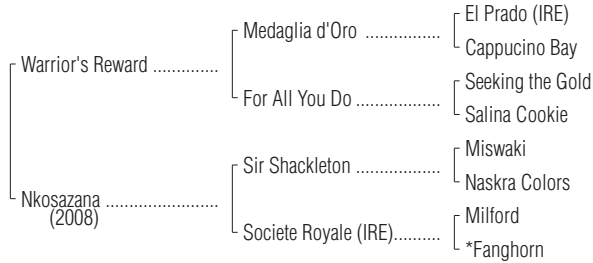 El Prado (IRE)
Medaglia d'Oro .................
Cappucino Bay
Warrior's Reward ..............
Seeking the Gold
For All You Do ...................
Salina Cookie
Miswaki
Sir Shackleton ...................
Naskra Colors
Nkosazana ........................
(2008)
Milford
Societe Royale (IRE)..........
*Fanghorn